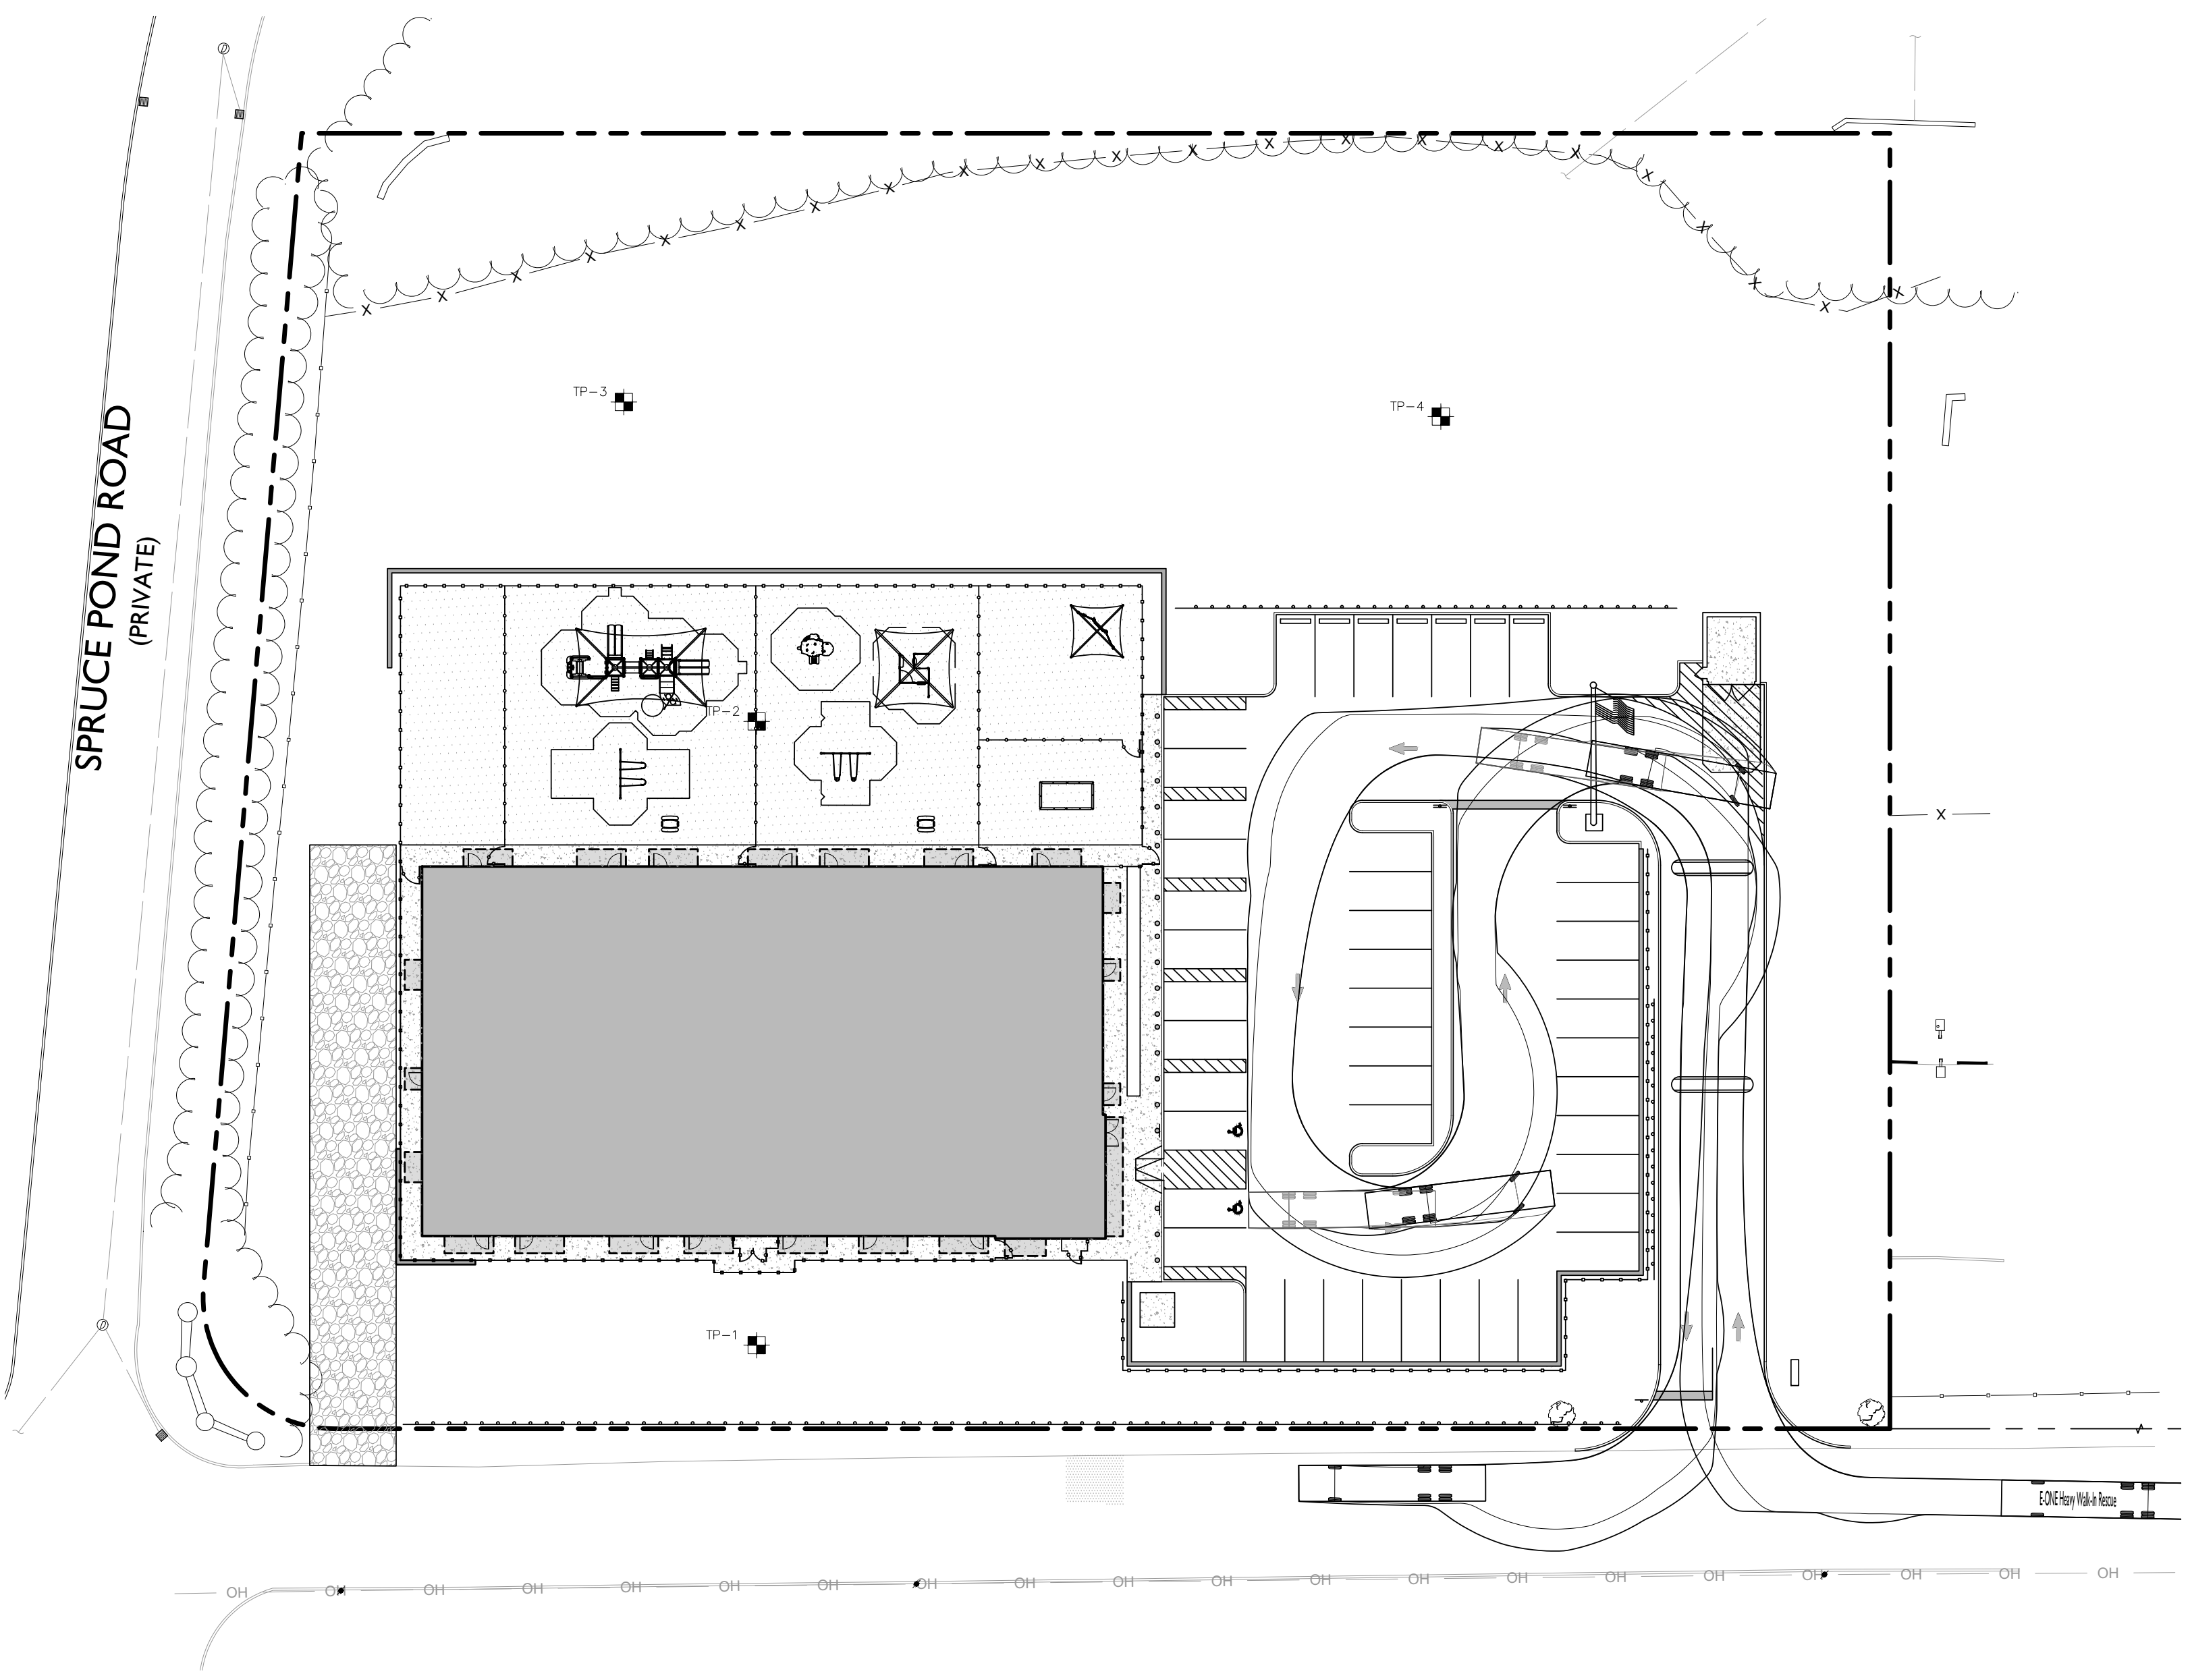 TP-3
TP-4
SPRUCE POND ROAD
(PRIVATE)
TP-2
TP-1
E-ONE Heavy Walk-In Rescue
X X X X X X X X X X X X X X X X X X X X X X
X
OH OH OH OH OH OH OH OH OH OH OH OH OH OH OH OH OH OH OH OH